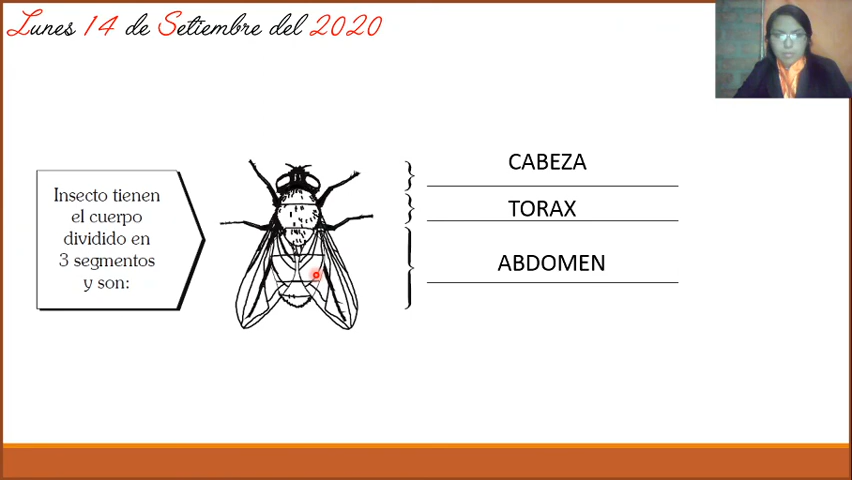 Lunes 14 de Setiembre del 2020
Insecto tienen
el cuerpo
dividido en
3 segmentos
y son:
CABEZA
TORAX
ABDOMEN